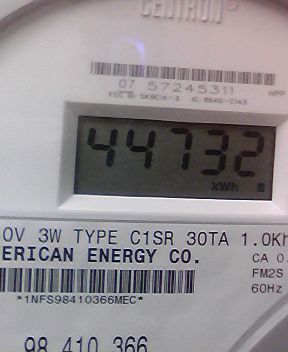 CENTRON®
07 57245311
44732
kWh
0V 3W TYPE C1SR 30TA 1.0Kh
ERICAN ENERGY CO.
CA 0.
FM2S
60Hz
*1NFS98410366MEC*
98 410 366